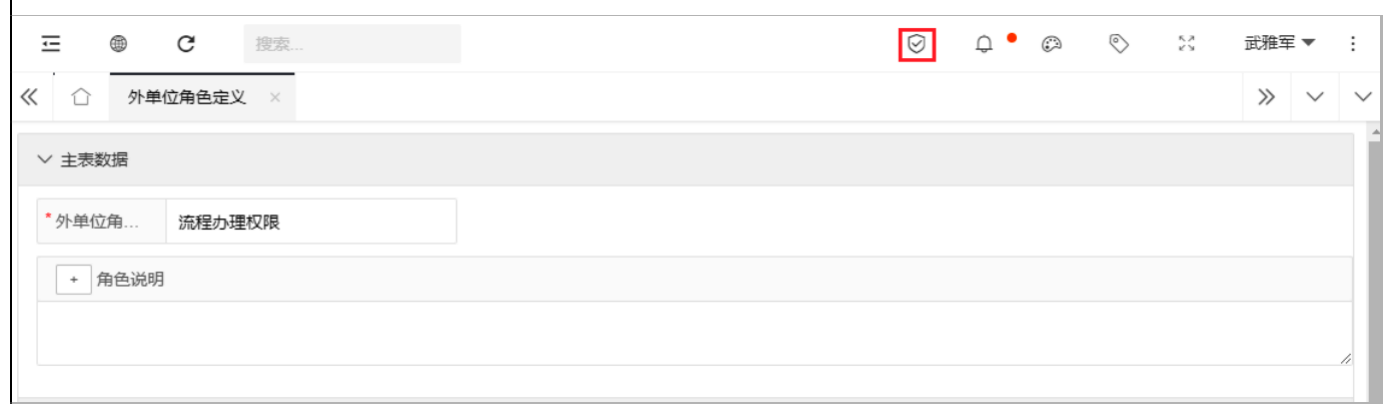 搜索...
武雅军
外单位角色定义
主表数据
*外单位角... 流程办理权限
+ 角色说明